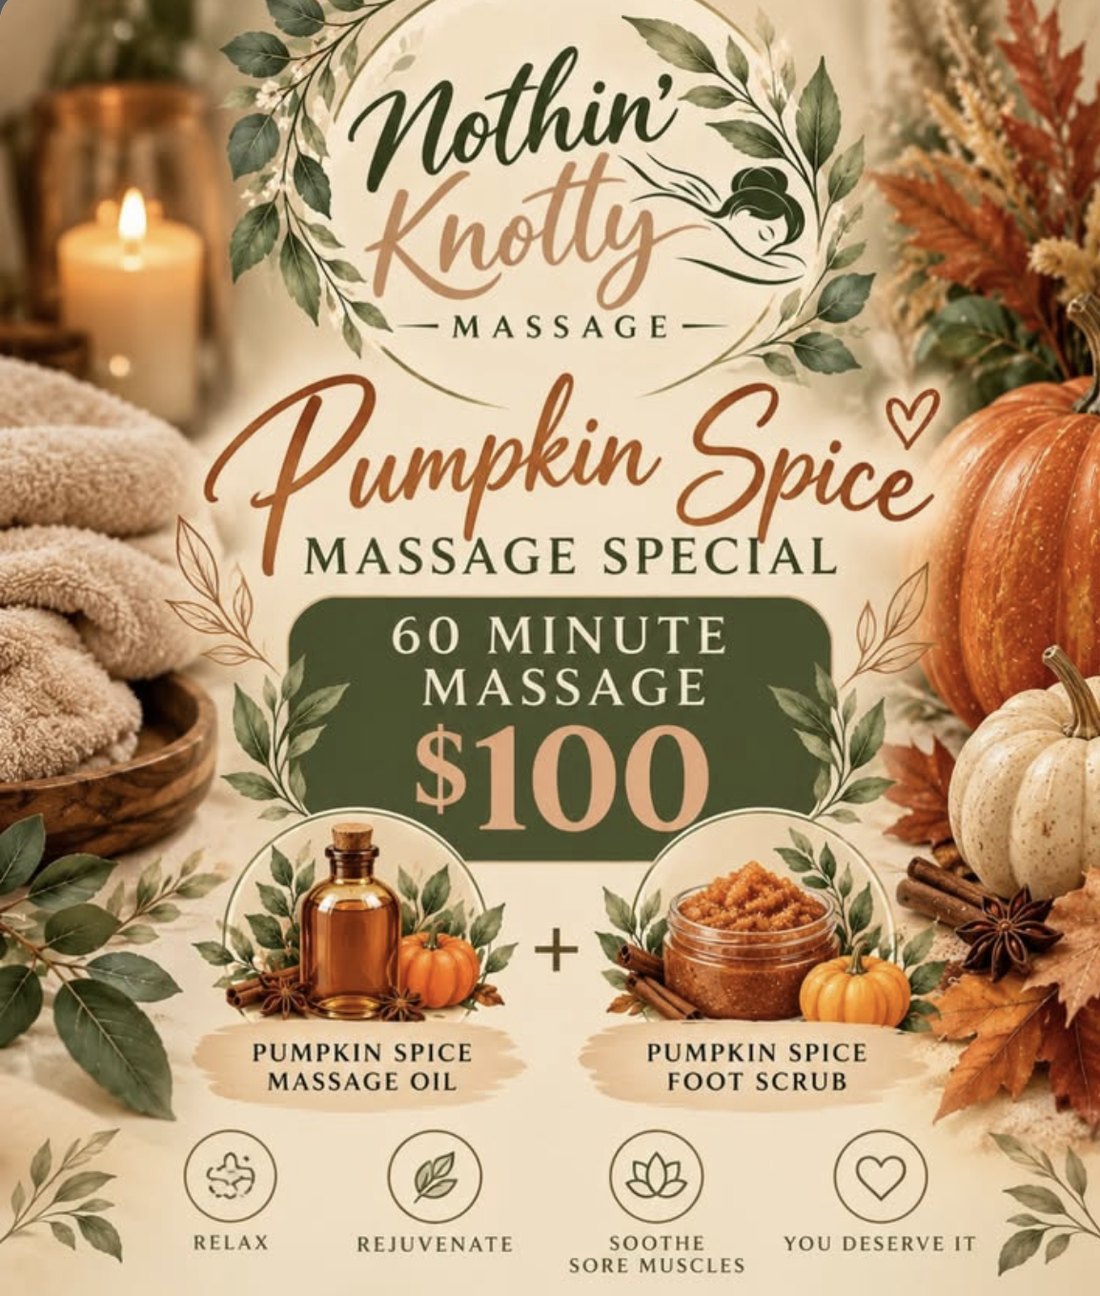 Nothin'
Knotty
MASSAGE
Pumpkin Spice
MASSAGE SPECIAL
60 MINUTE
MASSAGE
$100
+
PUMPKIN SPICE
MASSAGE OIL
PUMPKIN SPICE
FOOT SCRUB
RELAX
REJUVENATE
SOOTHE
SORE MUSCLES
YOU DESERVE IT